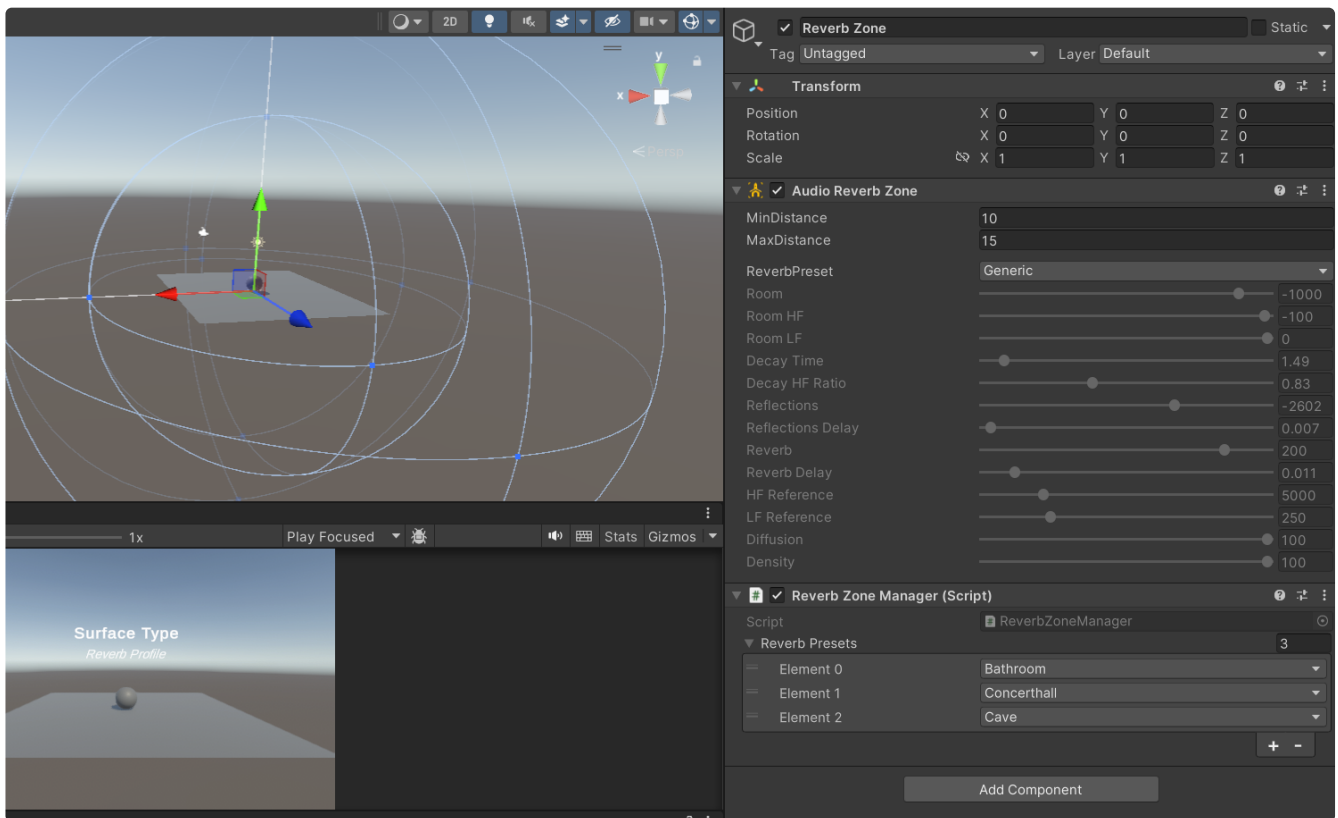 2D
y
x
Persp
1x
Play Focused
Stats
Gizmos
Surface Type
Reverb Profile
Reverb Zone
Static
Tag Untagged
Layer Default
Transform
Position X 0 Y 0 Z 0
Rotation X 0 Y 0 Z 0
Scale X 1 Y 1 Z 1
Audio Reverb Zone
MinDistance 10
MaxDistance 15
ReverbPreset Generic
Room -1000
Room HF -100
Room LF 0
Decay Time 1.49
Decay HF Ratio 0.83
Reflections -2602
Reflections Delay 0.007
Reverb 200
Reverb Delay 0.011
HF Reference 5000
LF Reference 250
Diffusion 100
Density 100
# Reverb Zone Manager (Script)
Script # ReverbZoneManager
Reverb Presets 3
Element 0 Bathroom
Element 1 Concerthall
Element 2 Cave
+ -
Add Component